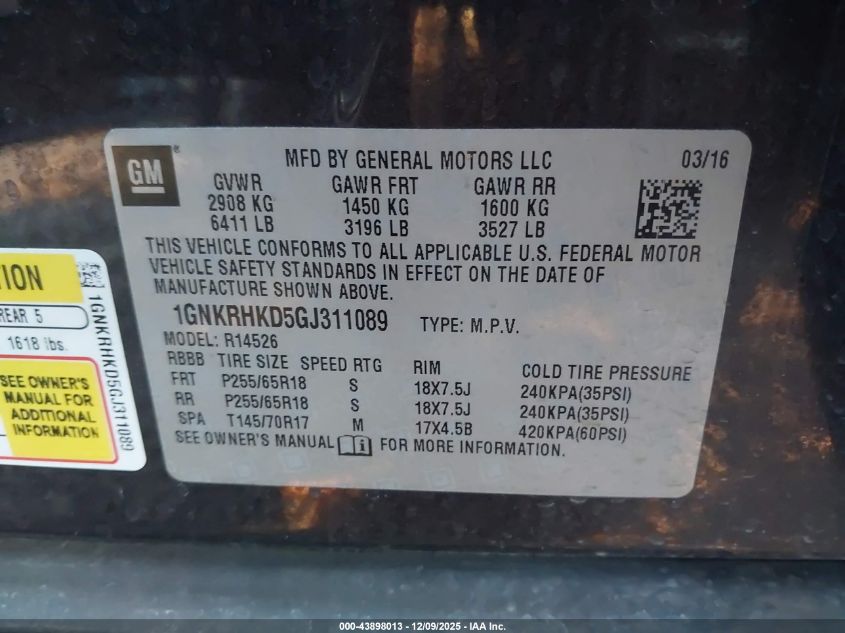 GM
MFD BY GENERAL MOTORS LLC 03/16
GVWR GAWR FRT GAWR RR
2908 KG 1450 KG 1600 KG
6411 LB 3196 LB 3527 LB
THIS VEHICLE CONFORMS TO ALL APPLICABLE U.S. FEDERAL MOTOR
VEHICLE SAFETY STANDARDS IN EFFECT ON THE DATE OF
MANUFACTURE SHOWN ABOVE.
1GNKRHKD5GJ311089 TYPE: M.P.V.
MODEL: R14526
RBBB TIRE SIZE SPEED RTG RIM COLD TIRE PRESSURE
FRT P255/65R18 S 18X7.5J 240KPA(35PSI)
RR P255/65R18 S 18X7.5J 240KPA(35PSI)
SPA T145/70R17 M 17X4.5B 420KPA(60PSI)
SEE OWNER'S MANUAL FOR MORE INFORMATION.
REAR 5
1618 lbs.
SEE OWNER'S
MANUAL FOR
ADDITIONAL
INFORMATION
1GNKRHKD5GJ311089
000-43898013 - 12/09/2025 - IAA Inc.